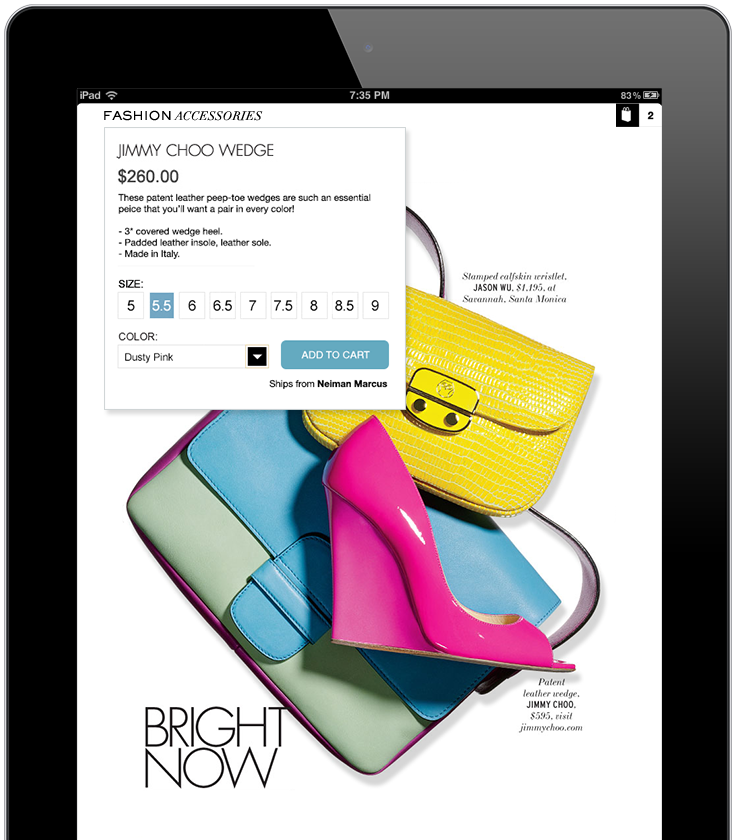 iPad 7:35 PM 83%
FASHION ACCESSORIES
2
JIMMY CHOO WEDGE
$260.00
These patent leather peep-toe wedges are such an essential
peice that you'll want a pair in every color!
- 3" covered wedge heel.
- Padded leather insole, leather sole.
- Made in Italy.
SIZE:
5 5.5 6 6.5 7 7.5 8 8.5 9
COLOR:
Dusty Pink
ADD TO CART
Ships from Neiman Marcus
Stamped calfskin wristlet,
JASON WU, $1,195, at
Savannah, Santa Monica
Patent
leather wedge,
JIMMY CHOO,
$595, visit
jimmychoo.com
BRIGHT
NOW